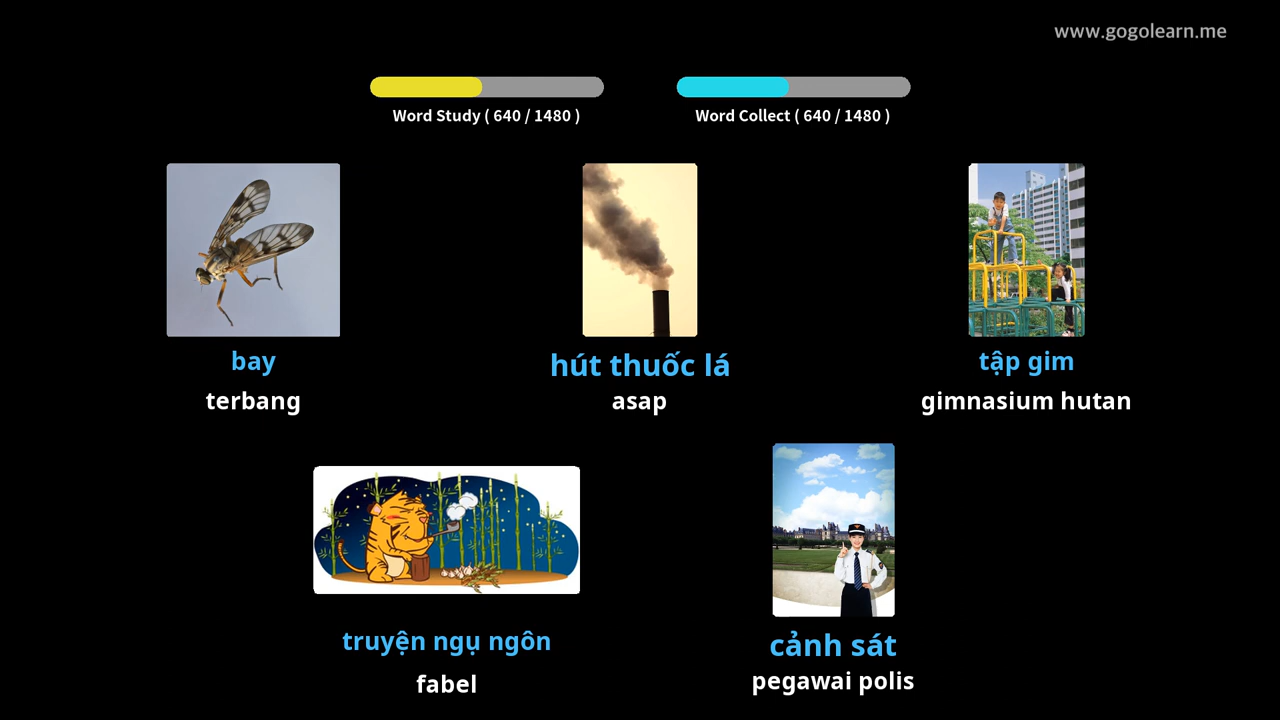 www.gogolearn.me
Word Study ( 640 / 1480 )
Word Collect ( 640 / 1480 )
bay
terbang
hút thuốc lá
asap
tập gim
gimnasium hutan
truyện ngụ ngôn
fabel
cảnh sát
pegawai polis